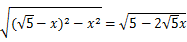 √((√5−x)²−x²) = √(5−2√5x)